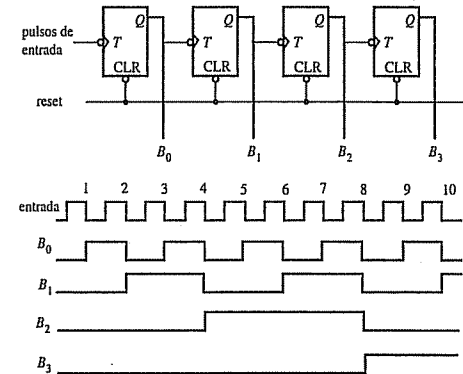 Q Q Q Q
pulsos de
entrada
T T T T
CLR CLR CLR CLR
reset
B₀ B₁ B₂ B₃
1 2 3 4 5 6 7 8 9 10
entrada
B₀
B₁
B₂
B₃